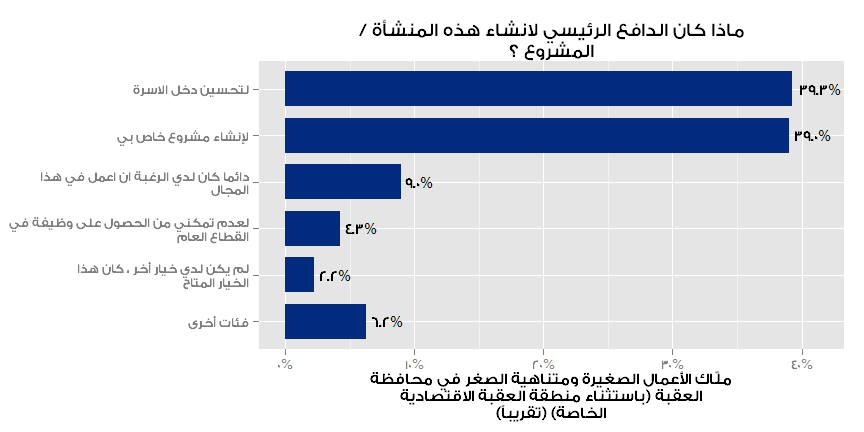 ماذا كان الدافع الرئيسي لانشاء هذه المنشأة /
المشروع ؟
لتحسين دخل الاسرة
٣٩.٣%
لإنشاء مشروع خاص بي
٣٩.٠%
دائما كان لدي الرغبة ان اعمل في هذا
المجال
٩.٠%
لعدم تمكني من الحصول على وظيفة في
القطاع العام
٤.٣%
لم يكن لدي خيار أخر ، كان هذا
الخيار المتاح
٢.٢%
فئات أخرى
٦.٢%
٠% ١٠% ٢٠% ٣٠% ٤٠%
ملّاك الأعمال الصغيرة ومتناهية الصغر في محافظة
العقبة (باستثناء منطقة العقبة الاقتصادية
الخاصة) (تقريباً)